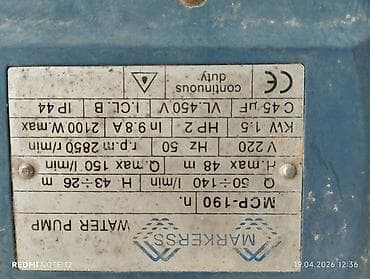 MARKERSS
WATER PUMP
MCP-190 n.
Q 50÷140 l/min H 43÷26 m
H.max 48 m Q.max 150 l/min
V 220 Hz 50 r.p.m 2850 r/min
KW 1.5 HP 2 In 9.8 A 2100 W.max
C 45 µF VL.450 V I.CL. B IP 44
CE continuous duty
REDMI NOTE 12
19.04.2026 12:36